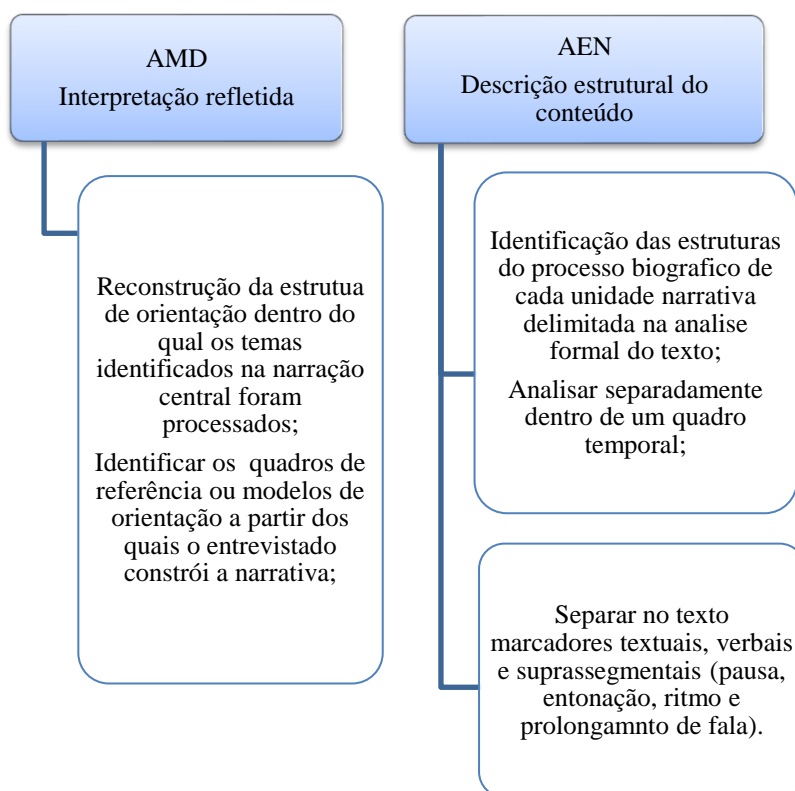 AMD
Interpretação refletida
Reconstrução da estrutua
de orientação dentro do
qual os temas
identificados na narração
central foram
processados;
Identificar os quadros de
referência ou modelos de
orientação a partir dos
quais o entrevistado
constrói a narrativa;
AEN
Descrição estrutural do
conteúdo
Identificação das estruturas
do processo biografico de
cada unidade narrativa
delimitada na analise
formal do texto;
Analisar separadamente
dentro de um quadro
temporal;
Separar no texto
marcadores textuais, verbais
e suprassegmentais (pausa,
entonação, ritmo e
prolongamnto de fala).